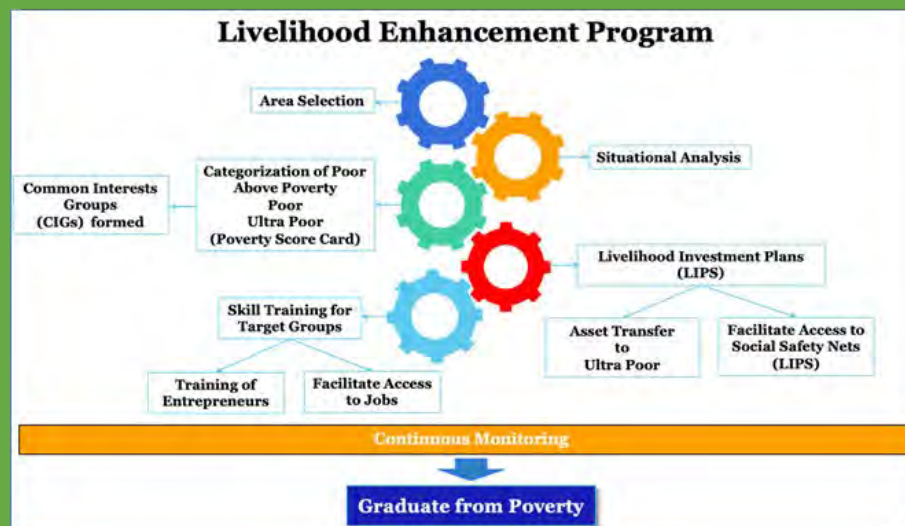 Livelihood Enhancement Program
Area Selection
Situational Analysis
Categorization of Poor
Above Poverty
Poor
Ultra Poor
(Poverty Score Card)
Common Interests
Groups
(CIGs) formed
Livelihood Investment Plans
(LIPS)
Asset Transfer
to
Ultra Poor
Facilitate Access to
Social Safety Nets
(LIPS)
Skill Training for
Target Groups
Training of
Entrepreneurs
Facilitate Access
to Jobs
Continnous Monitoring
Graduate from Poverty